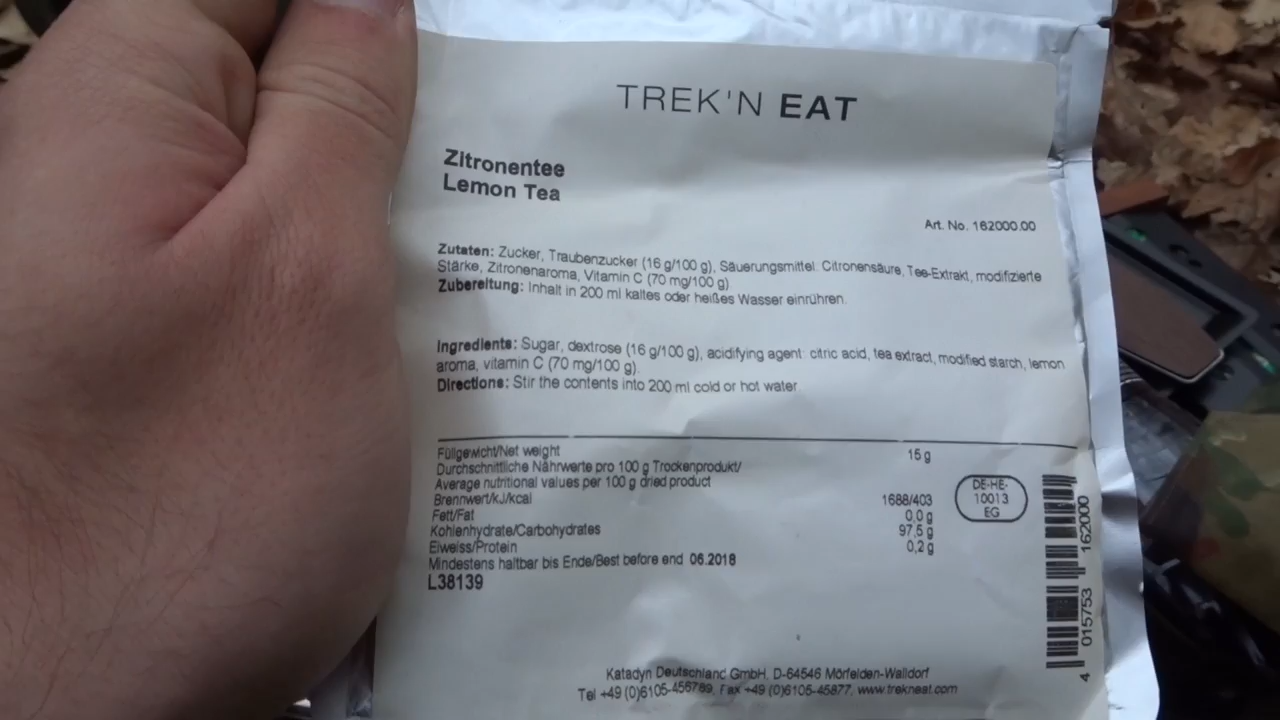 TREK'N EAT
Zitronentee
Lemon Tea
Art. No. 162000.00
Zutaten: Zucker, Traubenzucker (16 g/100 g), Säuerungsmittel: Citronensäure, Tee-Extrakt, modifizierte
Stärke, Zitronenaroma, Vitamin C (70 mg/100 g)
Zubereitung: Inhalt in 200 ml kaltes oder heißes Wasser einrühren.
Ingredients: Sugar, dextrose (16 g/100 g), acidifying agent: citric acid, tea extract, modified starch, lemon
aroma, vitamin C (70 mg/100 g).
Directions: Stir the contents into 200 ml cold or hot water.
Füllgewicht/Net weight 15 g
Durchschnittliche Nährwerte pro 100 g Trockenprodukt/
Average nutritional values per 100 g dried product
Brennwert/kJ/kcal 1688/403
Fett/Fat 0,0 g
Kohlenhydrate/Carbohydrates 97,5 g
Eiweiss/Protein 0,2 g
Mindestens haltbar bis Ende/Best before end 06.2018
L38139
DE-HE-
10013
EG
4 015753 162000
Katadyn Deutschland GmbH, D-64546 Mörfelden-Walldorf
Tel +49 (0)6105-456789, Fax +49 (0)6105-45877, www.trekneat.com